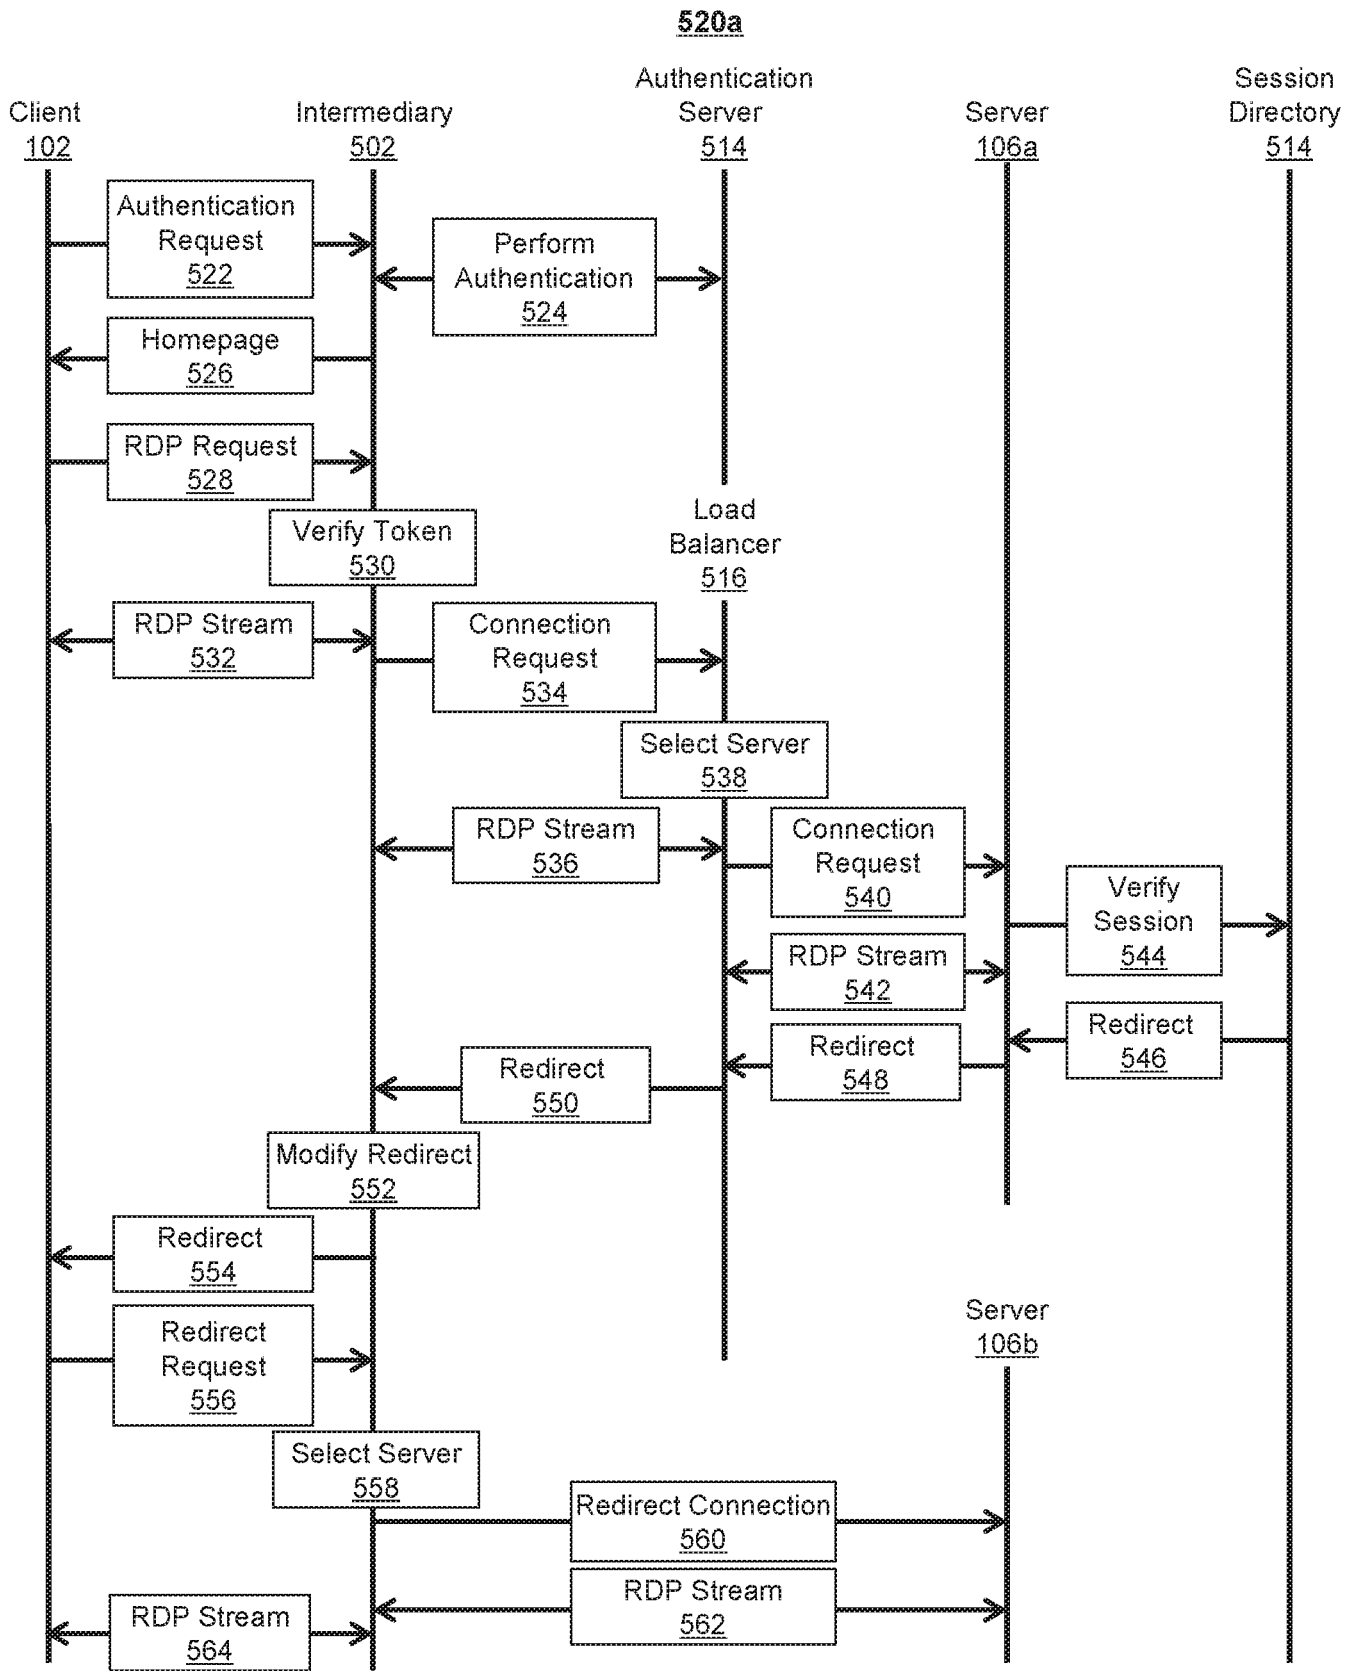 520a
Client
102
Intermediary
502
Authentication
Server
514
Server
106a
Session
Directory
514
Authentication
Request
522
Perform
Authentication
524
Homepage
526
RDP Request
528
Verify Token
530
Load
Balancer
516
RDP Stream
532
Connection
Request
534
Select Server
538
RDP Stream
536
Connection
Request
540
Verify
Session
544
RDP Stream
542
Redirect
546
Redirect
548
Redirect
550
Modify Redirect
552
Redirect
554
Redirect
Request
556
Server
106b
Select Server
558
Redirect Connection
560
RDP Stream
562
RDP Stream
564